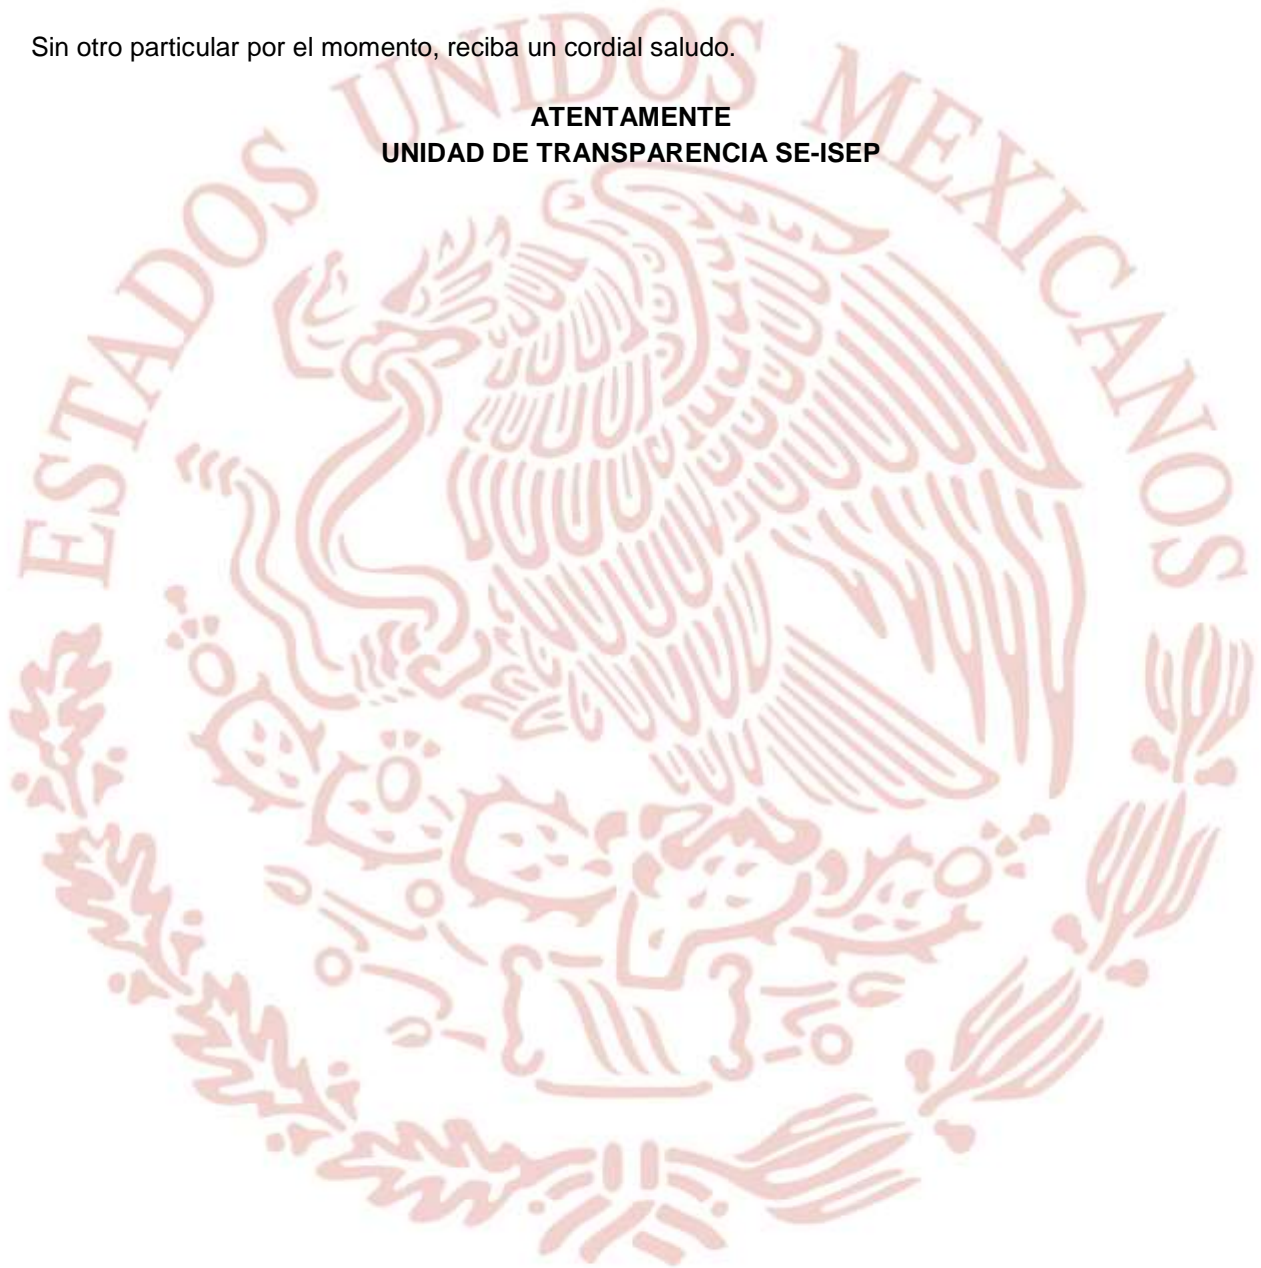 Sin otro particular por el momento, reciba un cordial saludo.
ATENTAMENTE
UNIDAD DE TRANSPARENCIA SE-ISEP
ESTADOS UNIDOS MEXICANOS